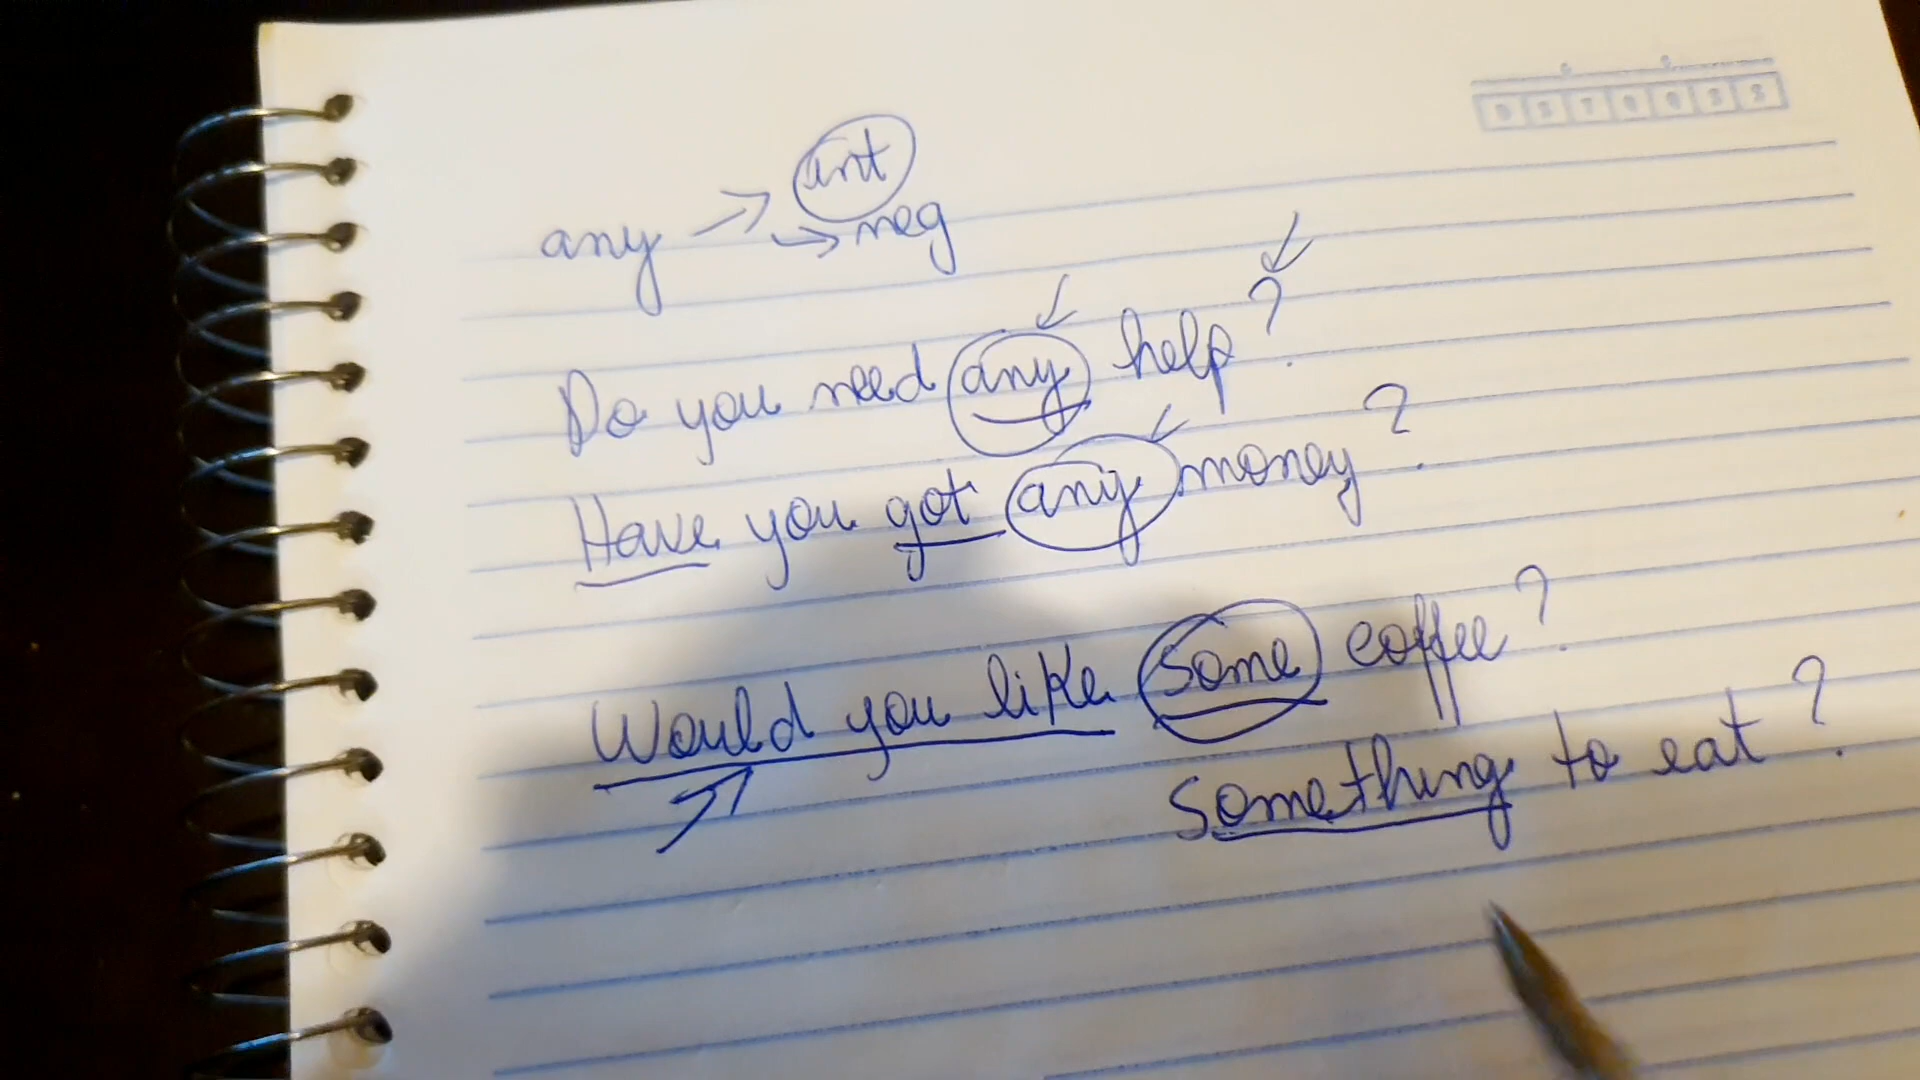 any → int
→ neg
Do you need any help?
Have you got any money?
Would you like some coffee?
something to eat?